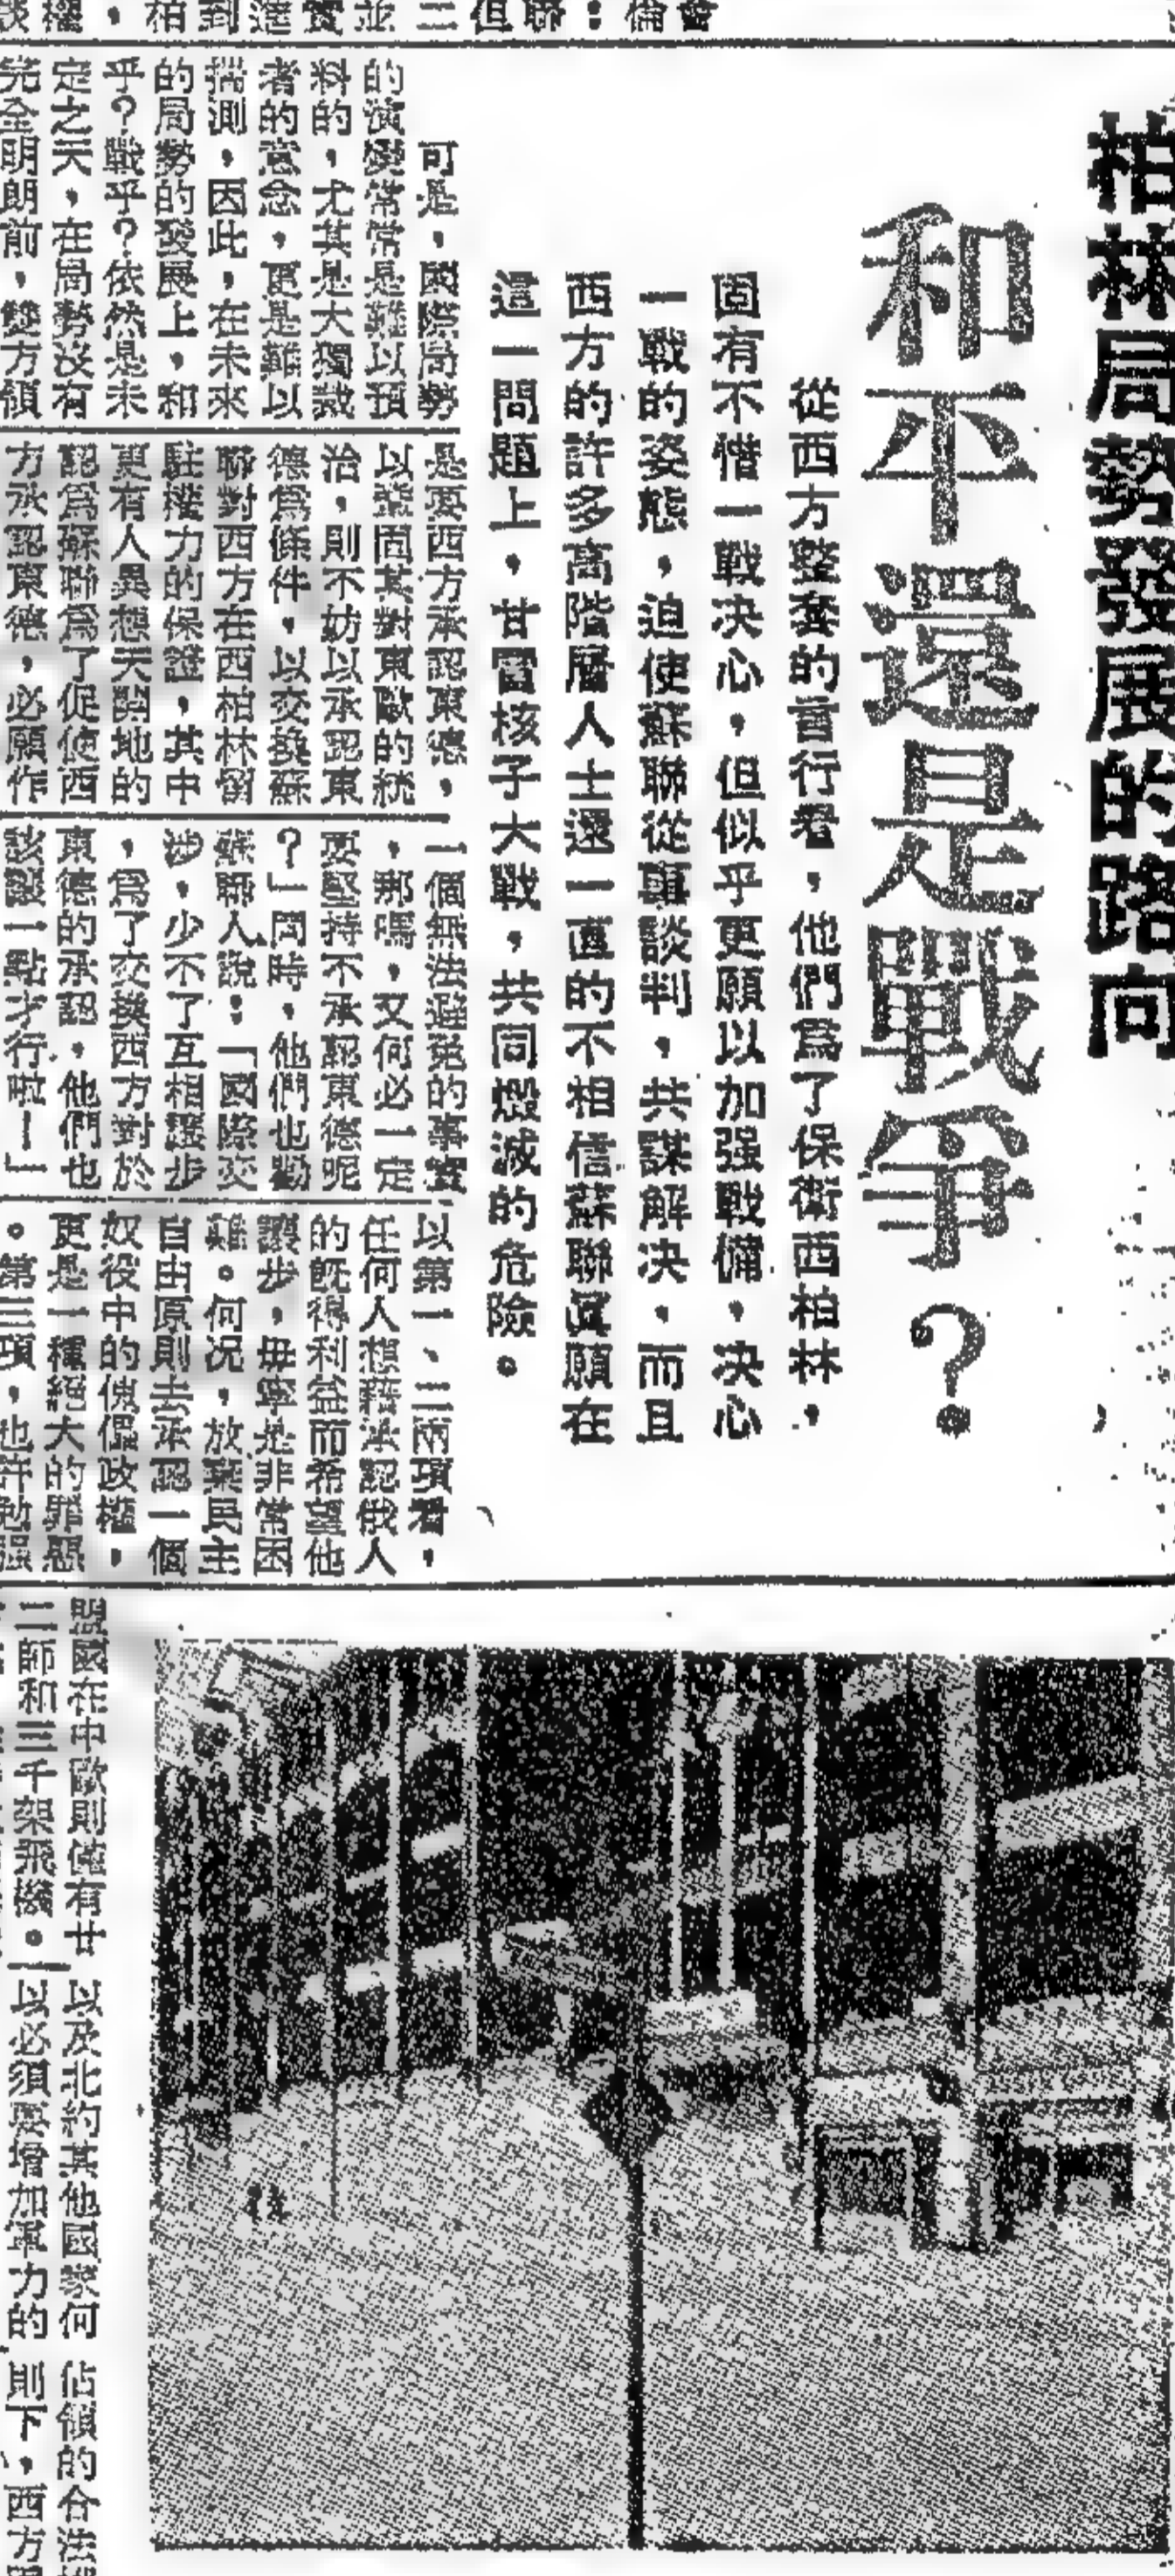 柏林局勢發展的路向
和平還是戰爭？
從西方整套的言行看，他們爲了保衛西柏林，
固有不惜一戰决心，但似乎更願以加强戰備，决心
一戰的姿態，迫使蘇聯從事談判，共謀解决，而且
西方的許多高階層人士還一直的不相信蘇聯眞願在
這一問題上，甘冒核子大戰，共同毀滅的危險。
可是，國際局勢
的演變常常是難以預
料的，尤其是大獨裁
者的意念，更是難以
揣測，因此，在未來
的局勢的發展上，和
乎？戰乎？依然是未
定之天，在局勢沒有
完全明朗前，雙方領
是要西方承認東德，
以鞏固其對東歐的統
治，則不妨以承認東
德爲條件，以交換蘇
聯對西方在西柏林留
駐權力的保證，其中
更有人異想天開地的
認爲蘇聯爲了促使西
方承認東德，必願作
一個無法避免的事實
，那嗎，又何必一定
要堅持不承認東德呢
？」同時，他們也勸
蘇聯人說：「國際交
涉，少不了互相讓步
，爲了交換西方對於
東德的承認，他們也
該讓一點才行啦！」
以第一、二兩項看，
任何人想藉承認俄人
的既得利益而希望他
讓步，毋寧是非常困
難。何況，放棄民主
自由原則去承認一個
奴役中的傀儡政權，
更是一種絕大的罪惡
。第三項，也許勉强
盟國在中歐則僅有廿
二師和三千架飛機。
以及北約其他國家何
以必須要增加軍力的
佔領的合法
則下，西方